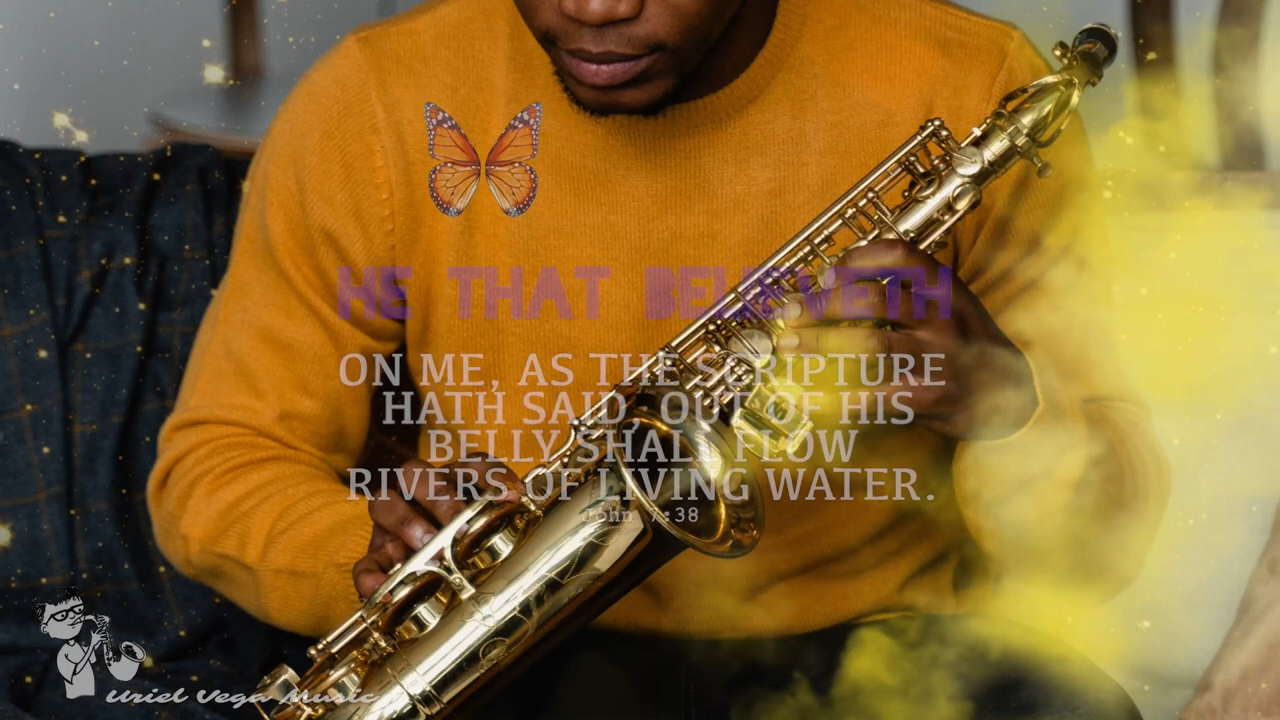 HE THAT BELIEVETH
ON ME, AS THE SCRIPTURE
HATH SAID, OUT OF HIS
BELLY SHALL FLOW
RIVERS OF LIVING WATER.
John 7:38
Uriel Vega Music